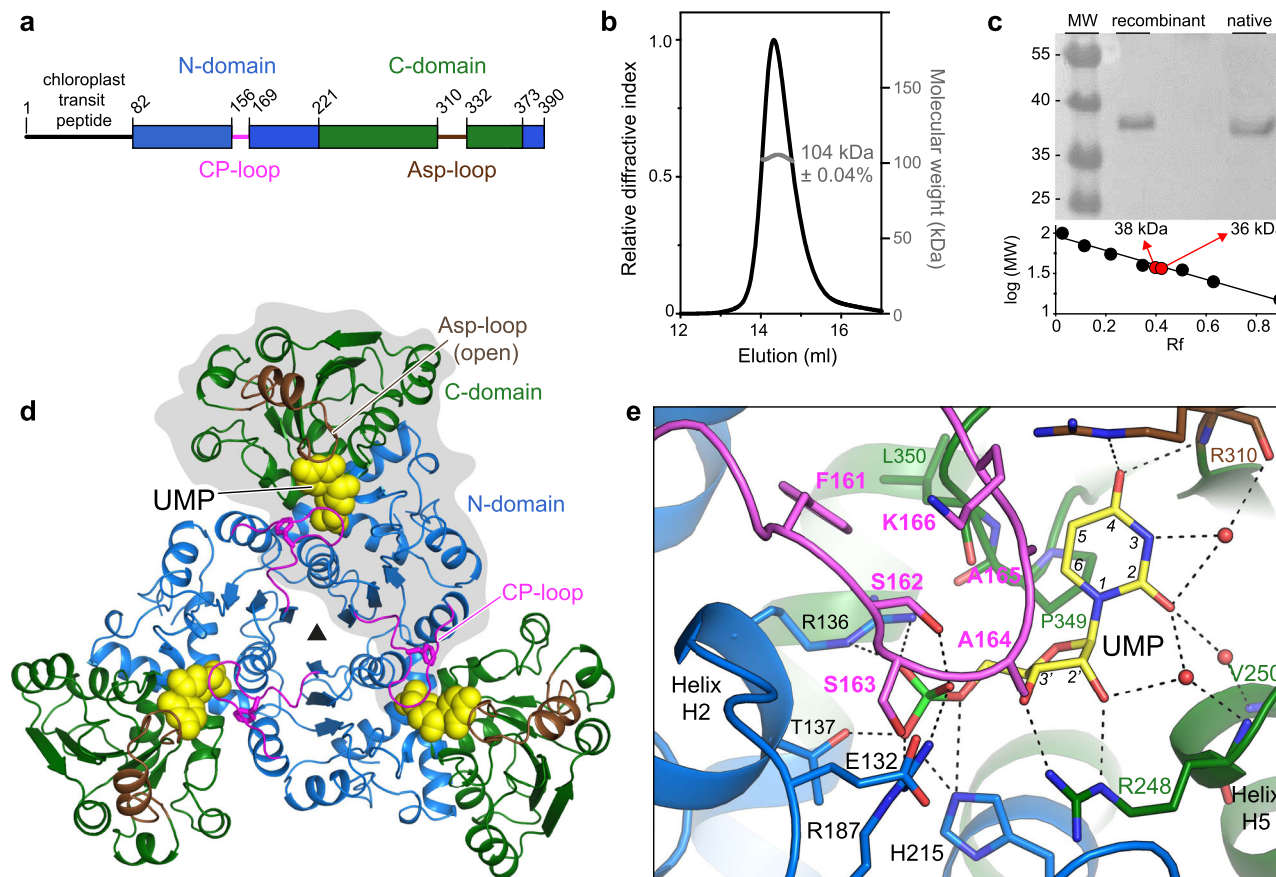 a
N-domain
C-domain
chloroplast
transit
peptide
1
82
156
169
221
310
332
373
390
CP-loop
Asp-loop
b
Relative diffractive index
1.0
0.5
0
12
14
16
Elution (ml)
104 kDa
± 0.04%
150
100
50
0
Molecular weight (kDa)
c
MW
recombinant
native
55
40
35
25
38 kDa
36 kDa
log (MW)
2
1.5
1
0
0.2
0.4
0.6
0.8
Rf
d
Asp-loop
(open)
C-domain
UMP
N-domain
CP-loop
e
L350
R310
F161
K166
4
5
3
S162
A165
6
2
1
R136
P349
A164
UMP
Helix
H2
S163
3'
2'
V250
T137
E132
R187
H215
R248
Helix
H5